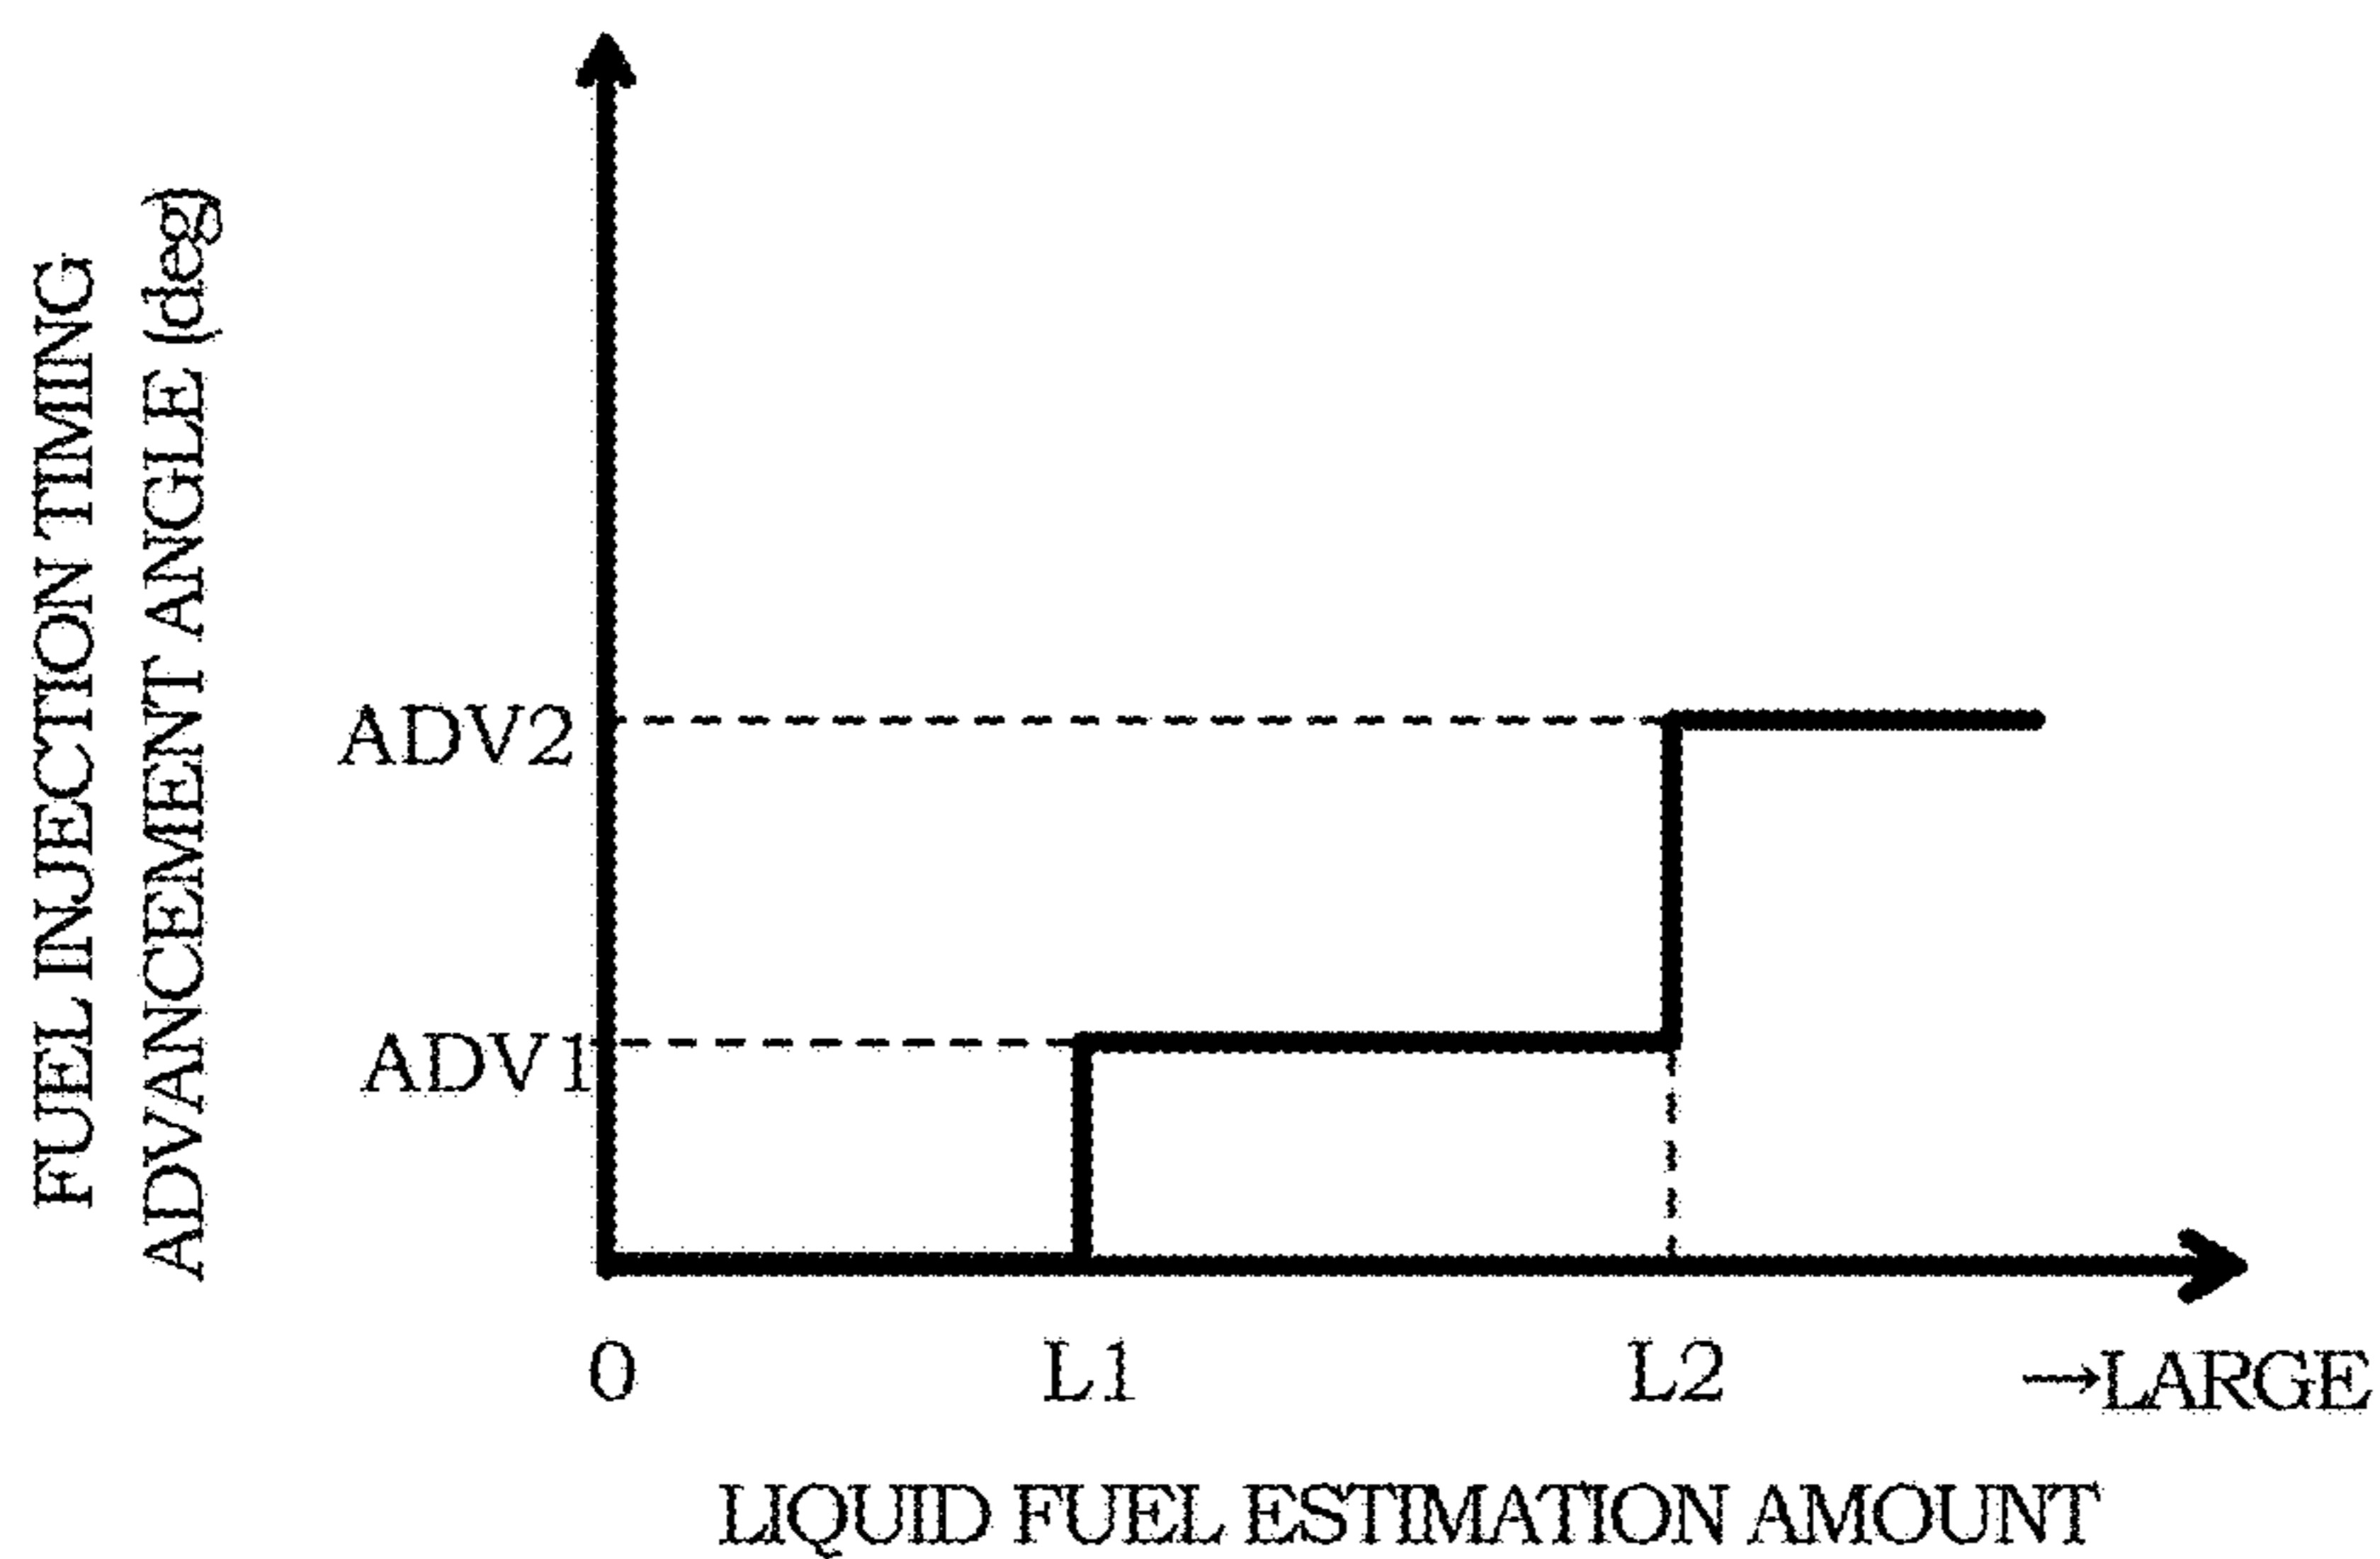 FUEL INJECTION TIMING
ADVANCEMENT ANGLE (deg)
ADV2
ADV1
0
L1
L2
→LARGE
LIQUID FUEL ESTIMATION AMOUNT